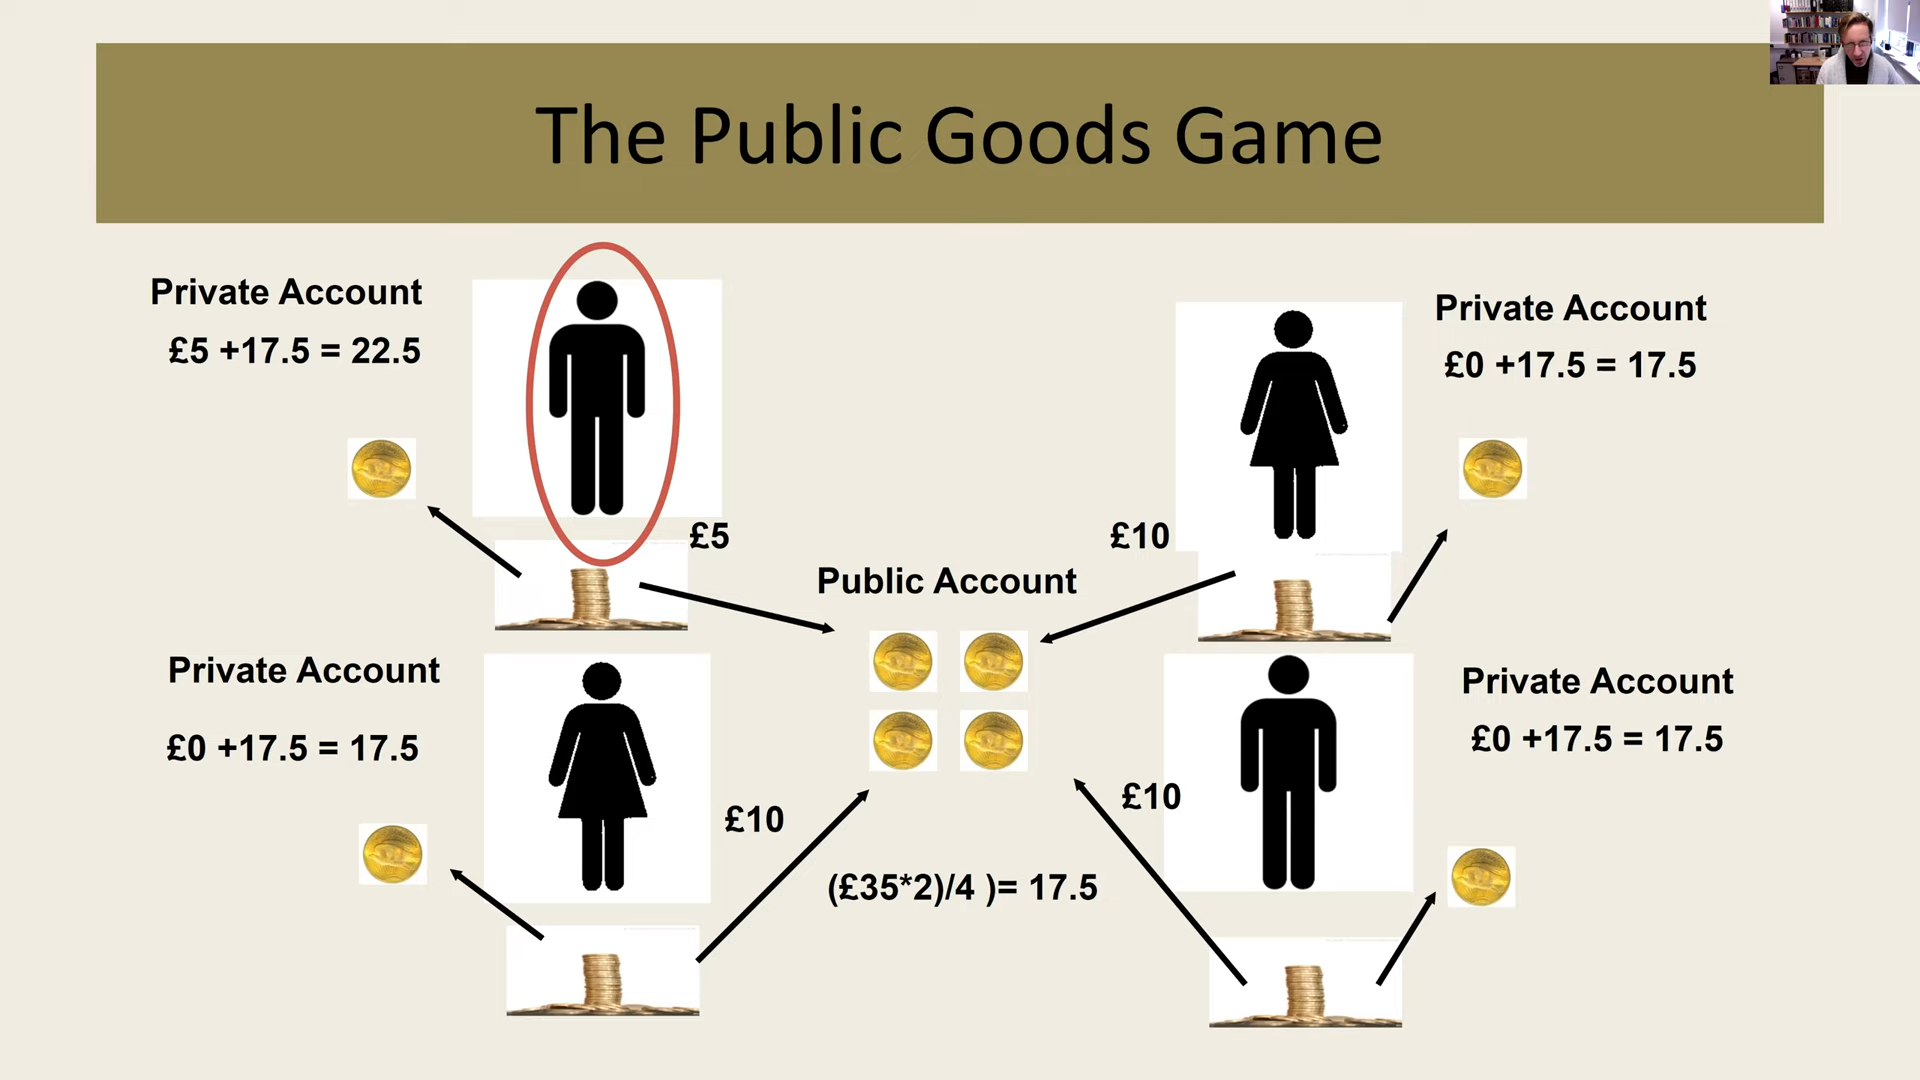 The Public Goods Game
Private Account
£5 +17.5 = 22.5
Private Account
£0 +17.5 = 17.5
£5
£10
Public Account
Private Account
£0 +17.5 = 17.5
Private Account
£0 +17.5 = 17.5
£10
£10
(£35*2)/4 )= 17.5